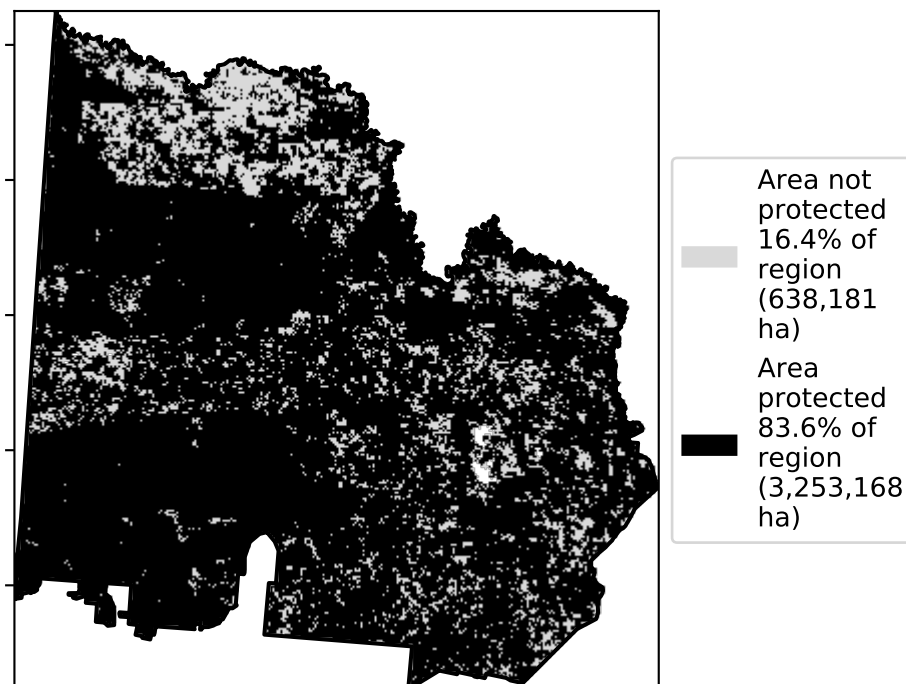 Area not
protected
16.4% of
region
(638,181
ha)
Area
protected
83.6% of
region
(3,253,168
ha)